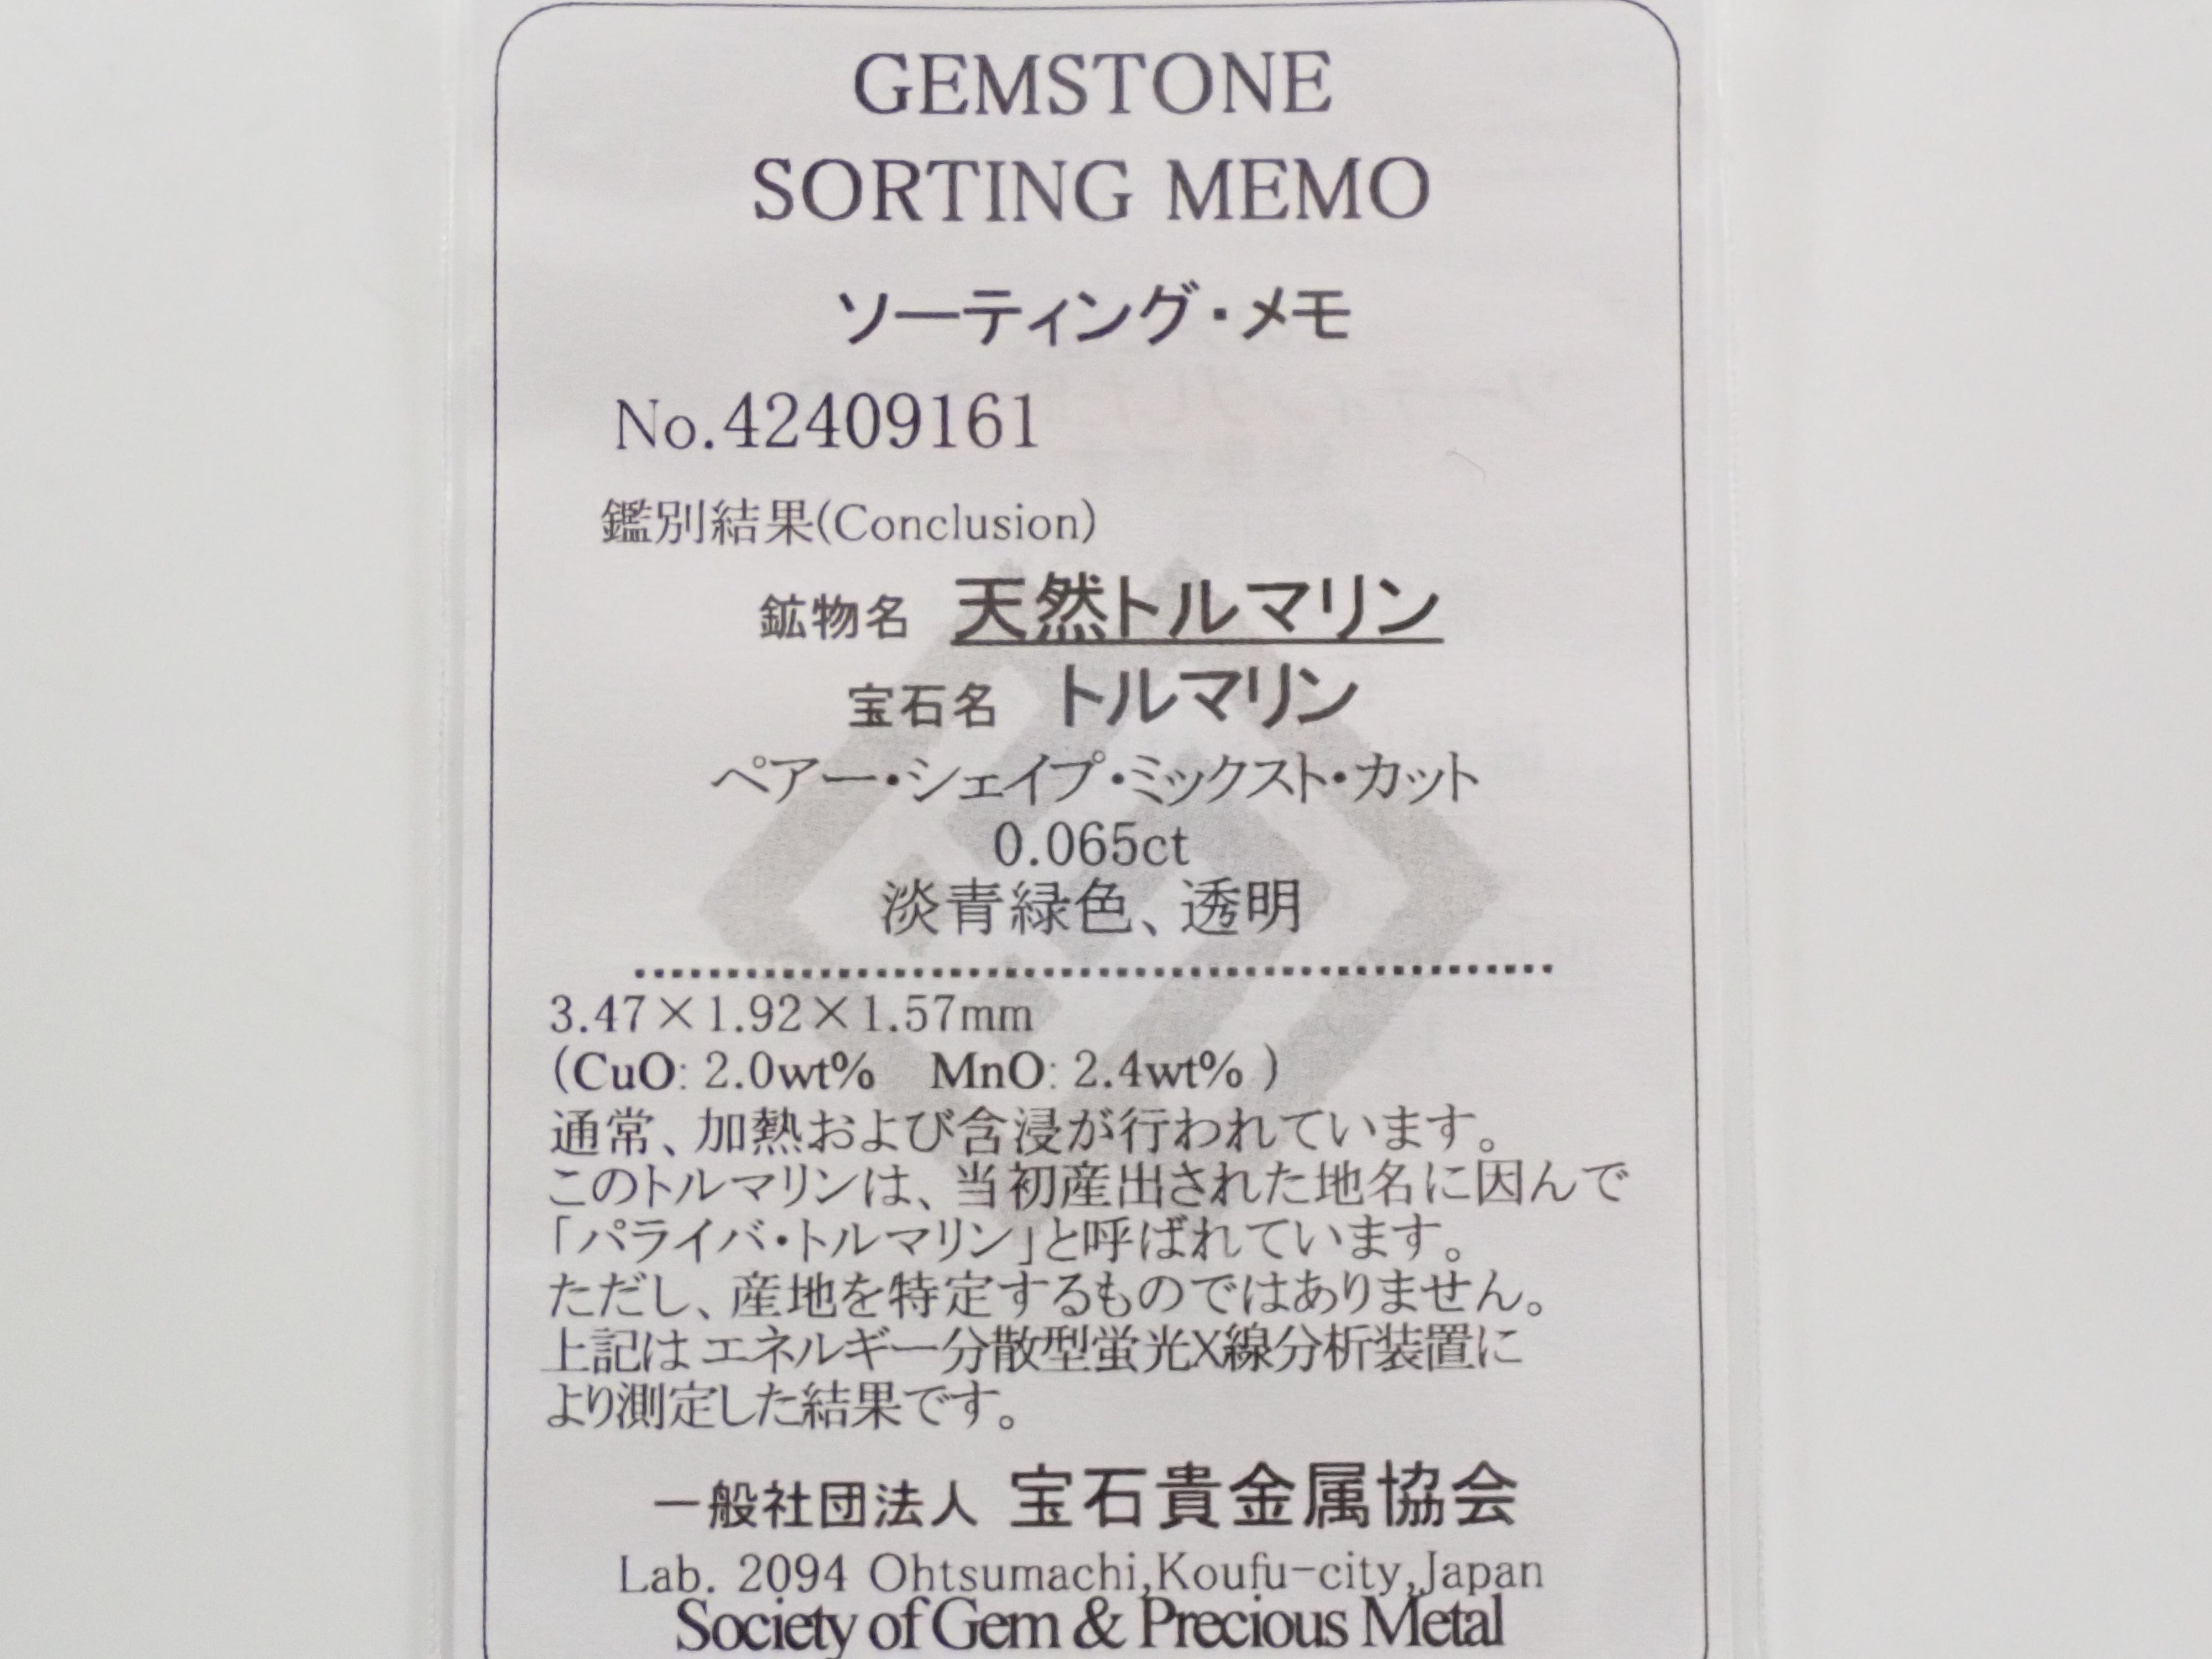 GEMSTONE
SORTING MEMO
ソーティング・メモ
No.42409161
鑑別結果(Conclusion)
鉱物名 天然トルマリン
宝石名 トルマリン
ペアー・シェイプ・ミックスト・カット
0.065ct
淡青緑色、透明
3.47×1.92×1.57mm
(CuO: 2.0wt% MnO: 2.4wt% )
通常、加熱および含浸が行われています。
このトルマリンは、当初産出された地名に因んで
「パライバ・トルマリン」と呼ばれています。
ただし、産地を特定するものではありません。
上記はエネルギー分散型蛍光X線分析装置に
より測定した結果です。
一般社団法人 宝石貴金属協会
Lab. 2094 Ohtsumachi,Koufu-city,Japan
Society of Gem & Precious Metal